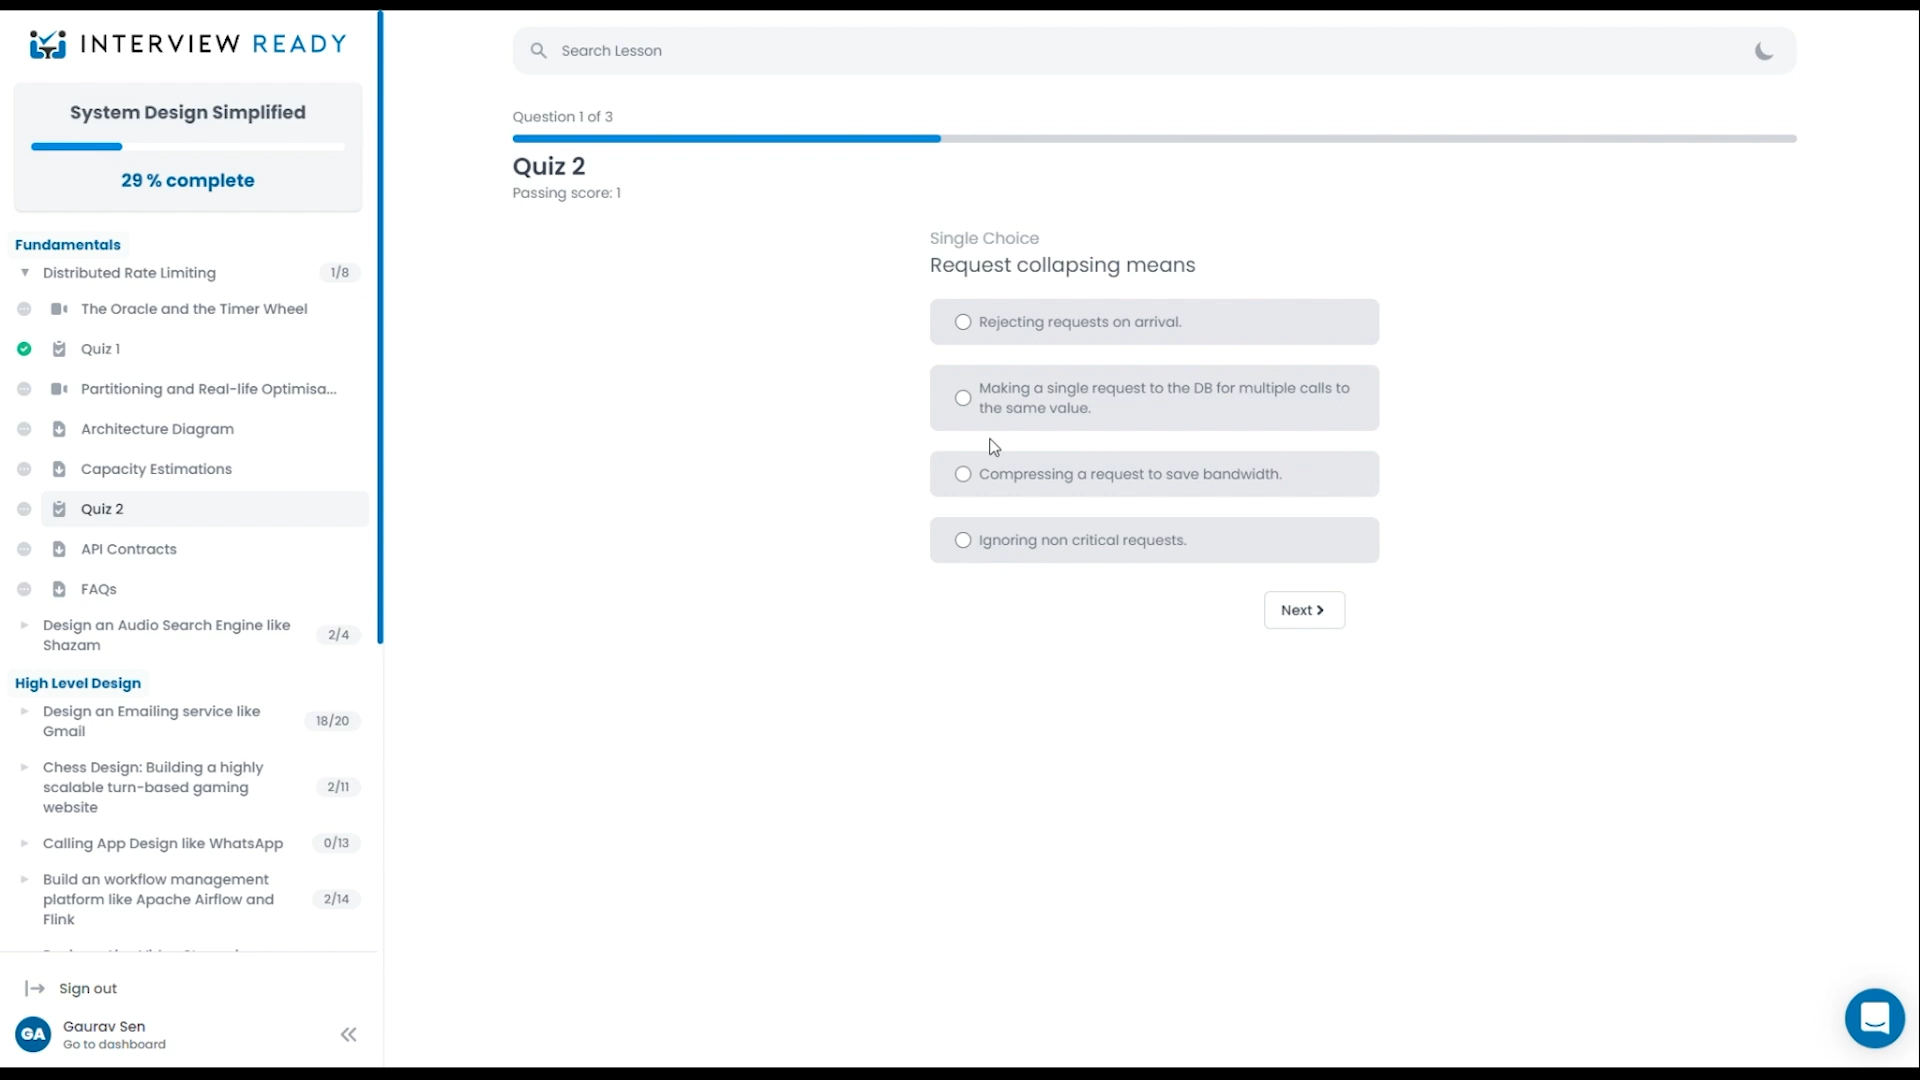 INTERVIEW READY
System Design Simplified
29 % complete
Fundamentals
Distributed Rate Limiting 1/8
The Oracle and the Timer Wheel
Quiz 1
Partitioning and Real-life Optimisa...
Architecture Diagram
Capacity Estimations
Quiz 2
API Contracts
FAQs
Design an Audio Search Engine like
Shazam
2/4
High Level Design
Design an Emailing service like
Gmail
18/20
Chess Design: Building a highly
scalable turn-based gaming
website
2/11
Calling App Design like WhatsApp 0/13
Build an workflow management
platform like Apache Airflow and
Flink
2/14
Sign out
GA
Gaurav Sen
Go to dashboard
Search Lesson
Question 1 of 3
Quiz 2
Passing score: 1
Single Choice
Request collapsing means
Rejecting requests on arrival.
Making a single request to the DB for multiple calls to
the same value.
Compressing a request to save bandwidth.
Ignoring non critical requests.
Next